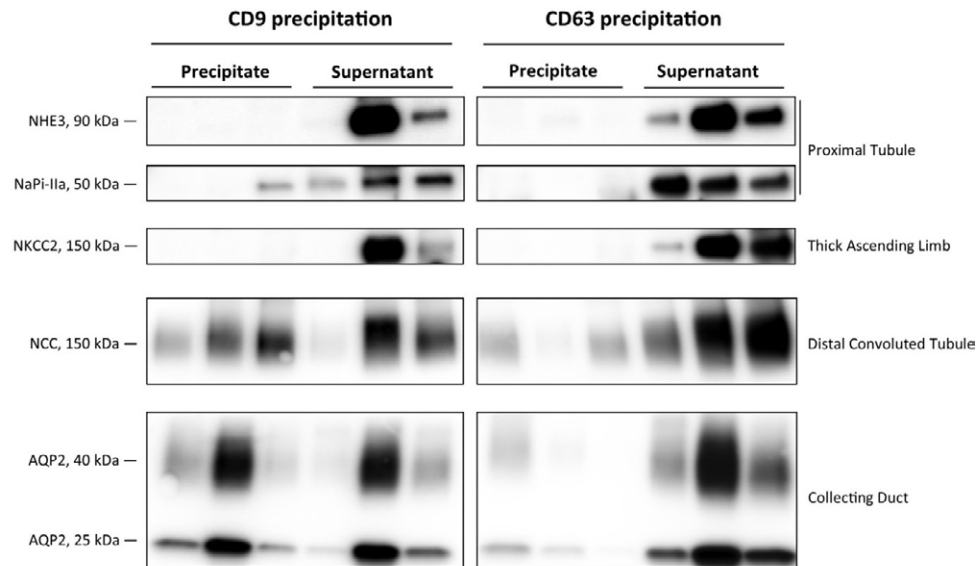 CD9 precipitation CD63 precipitation
Precipitate Supernatant Precipitate Supernatant
NHE3, 90 kDa —
Proximal Tubule
NaPi-IIa, 50 kDa —
NKCC2, 150 kDa — Thick Ascending Limb
NCC, 150 kDa — Distal Convoluted Tubule
AQP2, 40 kDa —
Collecting Duct
AQP2, 25 kDa —